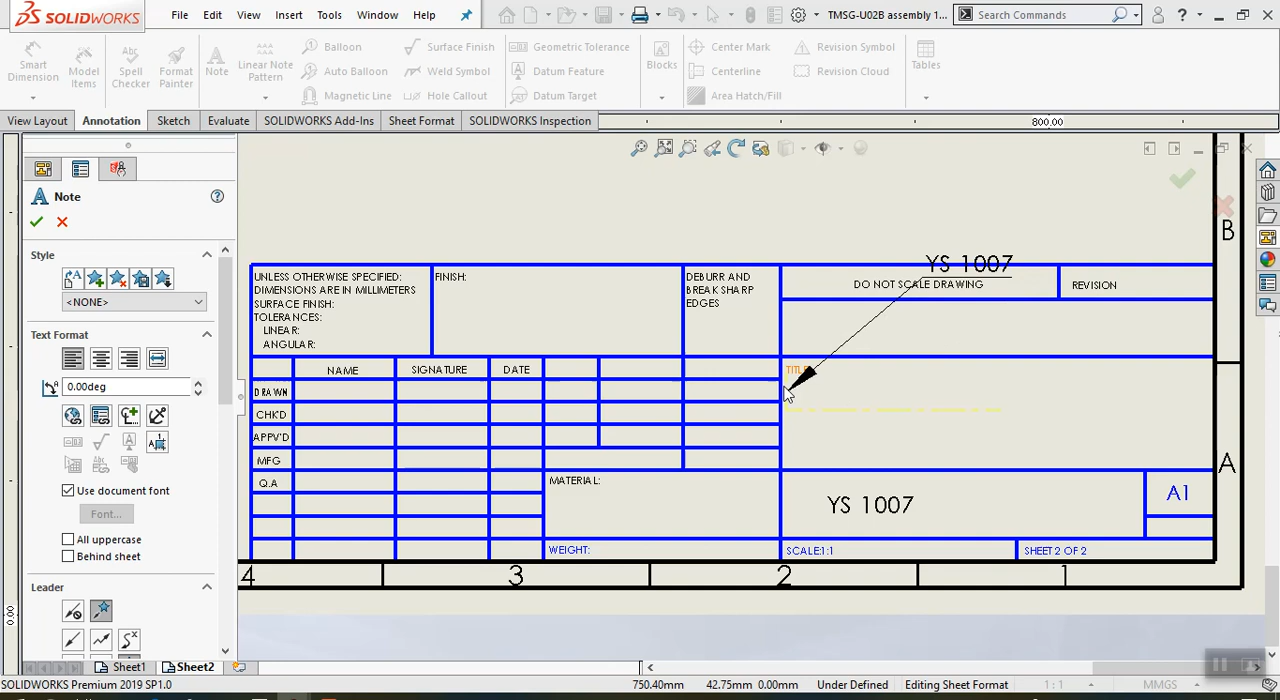 SOLIDWORKS File Edit View Insert Tools Window Help TMSG-U02B assembly 1... Search Commands ?
Smart Dimension
Model Items
Spell Checker
Format Painter
Note
Linear Note Pattern
Balloon
Auto Balloon
Magnetic Line
Surface Finish
Weld Symbol
Hole Callout
Geometric Tolerance
Datum Feature
Datum Target
Blocks
Center Mark
Centerline
Area Hatch/Fill
Revision Symbol
Revision Cloud
Tables
View Layout Annotation Sketch Evaluate SOLIDWORKS Add-Ins Sheet Format SOLIDWORKS Inspection 800.00
Note
Style
<NONE>
Text Format
0.00deg
Use document font
Font...
All uppercase
Behind sheet
Leader
0.00
B
YS 1007
UNLESS OTHERWISE SPECIFIED:
DIMENSIONS ARE IN MILLIMETERS
SURFACE FINISH:
TOLERANCES:
LINEAR:
ANGULAR:
FINISH:
DEBURR AND
BREAK SHARP
EDGES
DO NOT SCALE DRAWING
REVISION
NAME SIGNATURE DATE
DRAWN
CHK'D
APPV'D
MFG
Q.A
MATERIAL:
WEIGHT:
A
YS 1007
A1
SCALE:1:1
SHEET 2 OF 2
4 3 2 1
Sheet1 Sheet2
SOLIDWORKS Premium 2019 SP1.0 750.40mm 42.75mm 0.00mm Under Defined Editing Sheet Format 1 : 1 MMGS